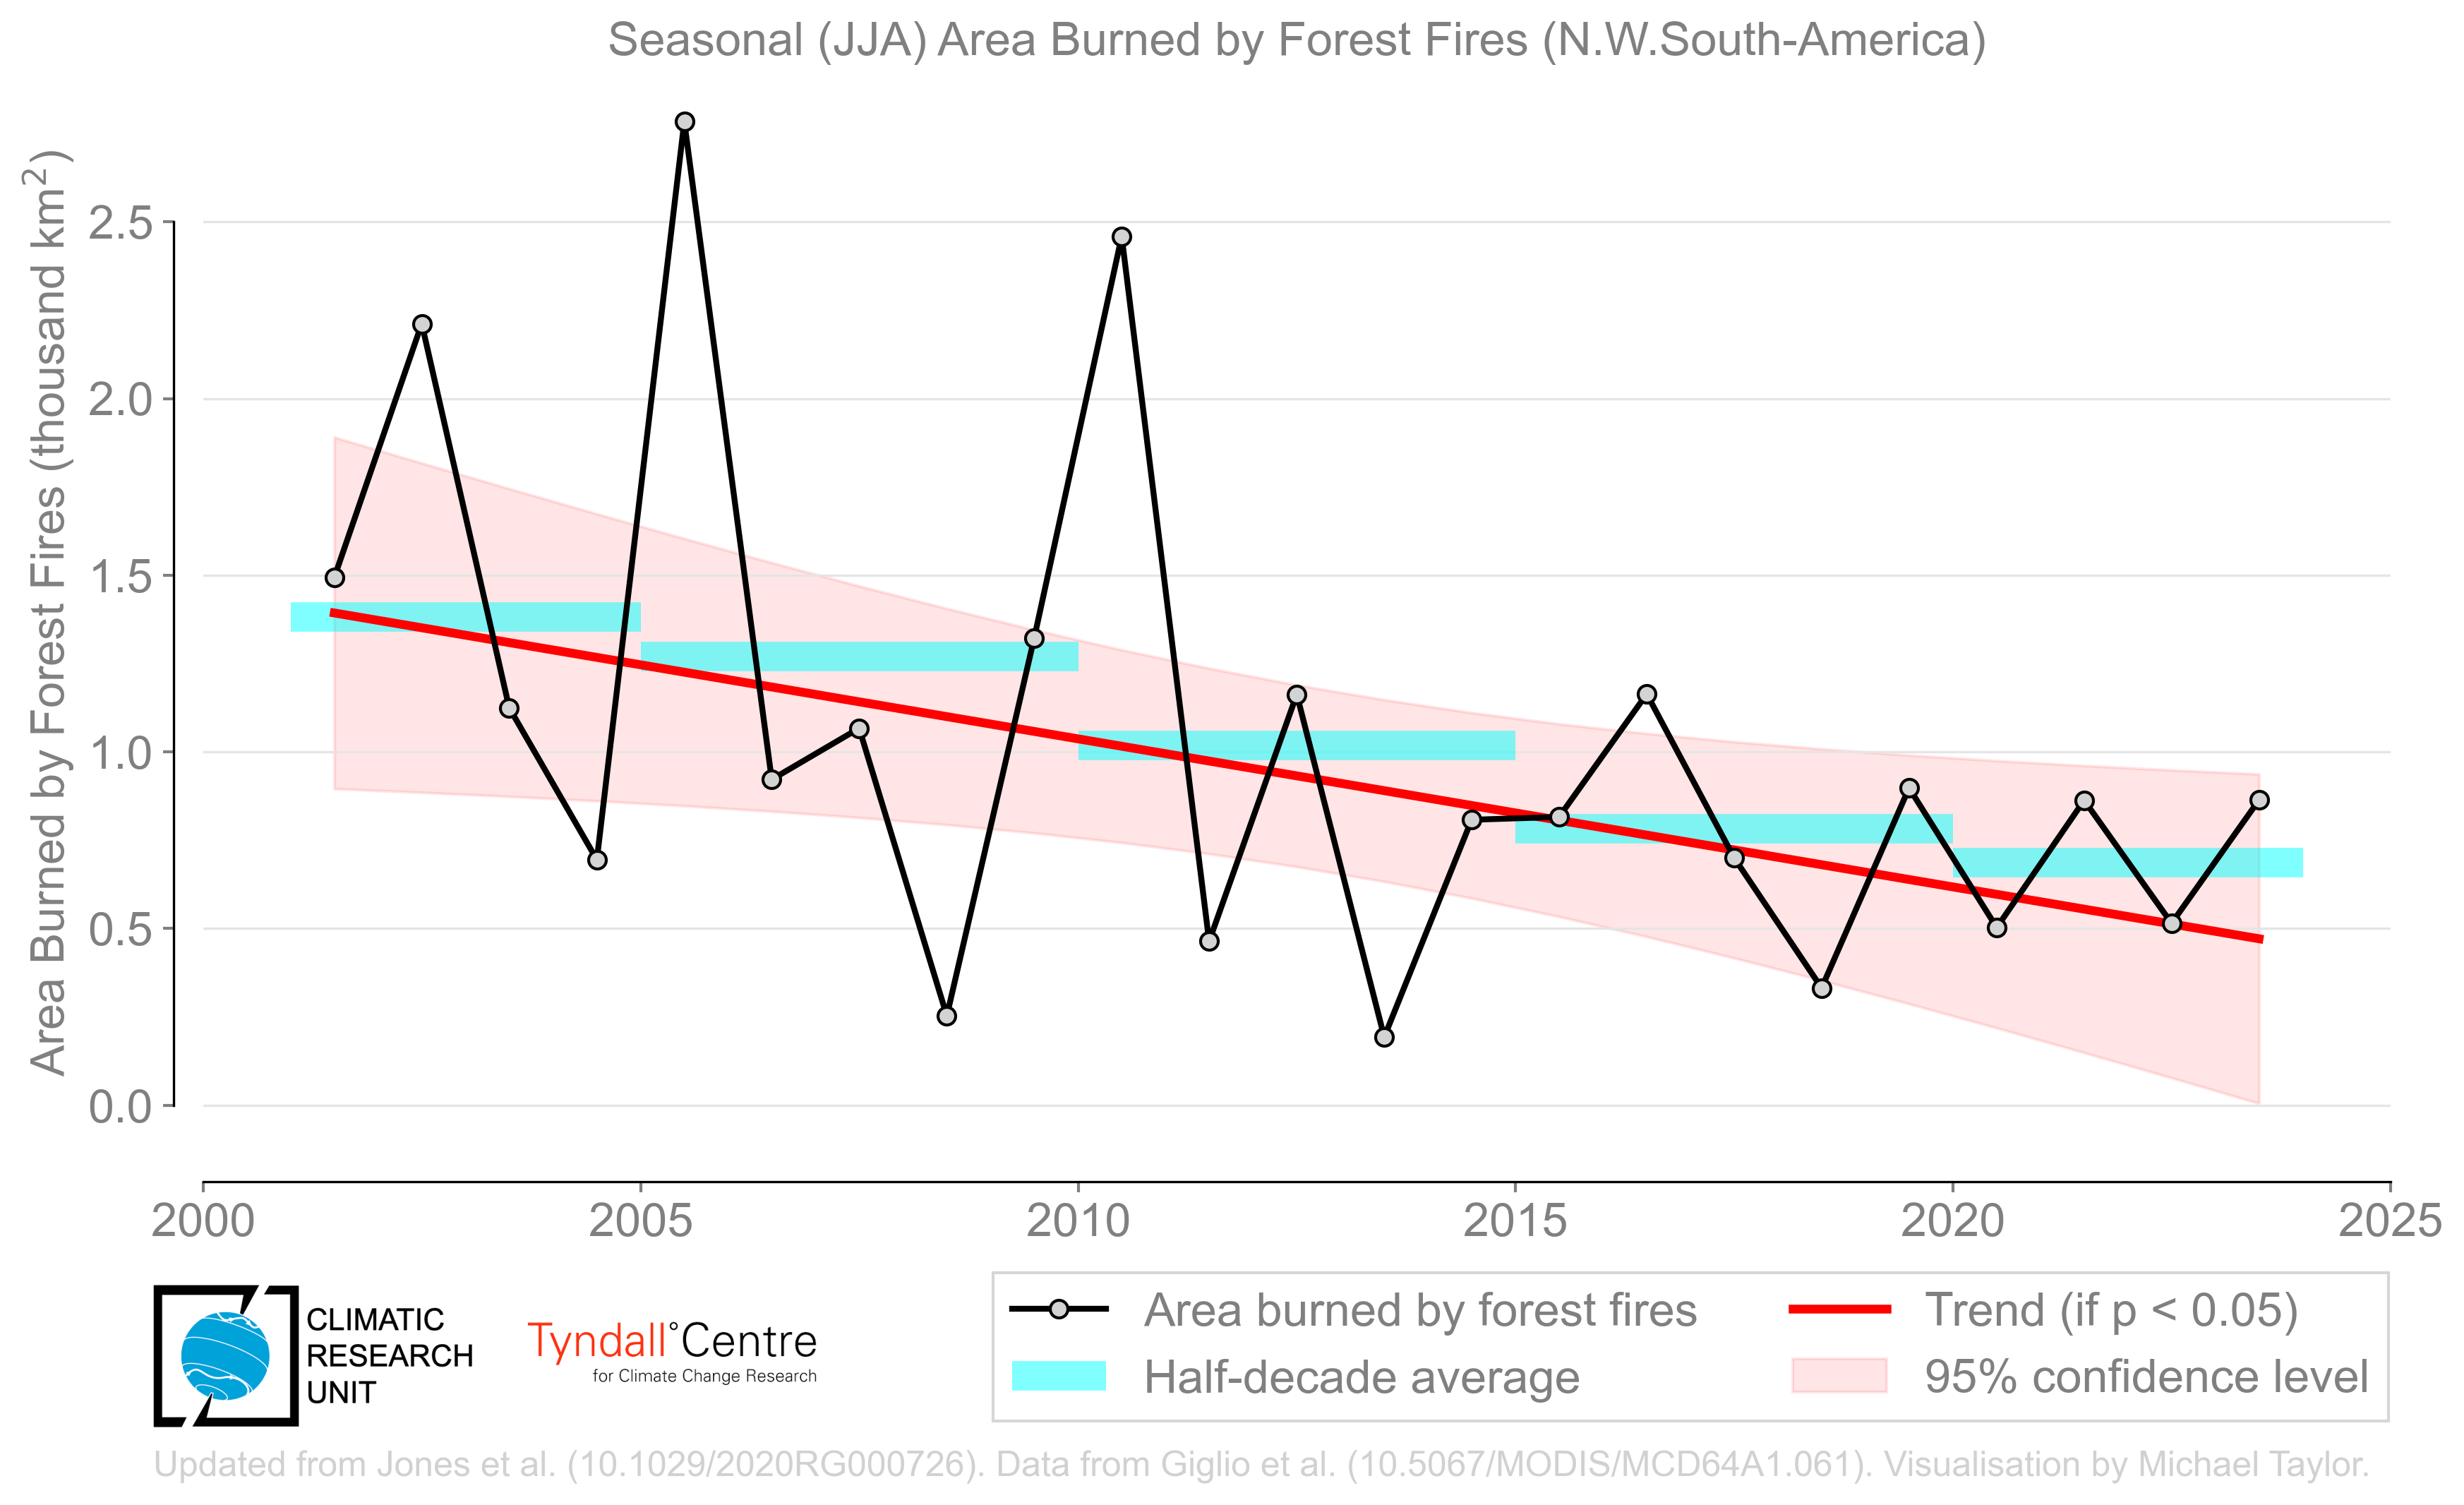 Seasonal (JJA) Area Burned by Forest Fires (N.W.South-America)
Area Burned by Forest Fires (thousand km²)
2.5
2.0
1.5
1.0
0.5
0.0
2000 2005 2010 2015 2020 2025
CLIMATIC
RESEARCH
UNIT
Tyndall°Centre
for Climate Change Research
Area burned by forest fires
Half-decade average
Trend (if p < 0.05)
95% confidence level
Updated from Jones et al. (10.1029/2020RG000726). Data from Giglio et al. (10.5067/MODIS/MCD64A1.061). Visualisation by Michael Taylor.